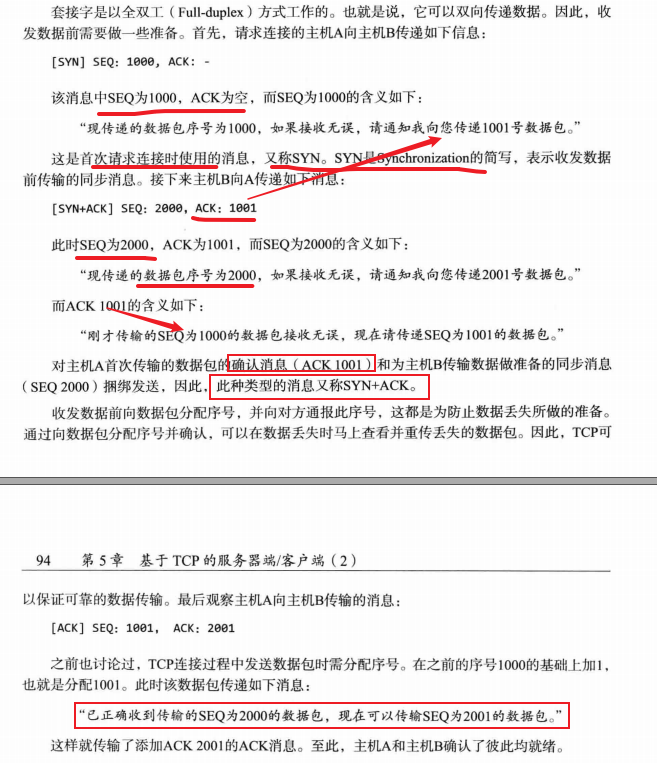 套接字是以全双工（Full-duplex）方式工作的。也就是说，它可以双向传递数据。因此，收
发数据前需要做一些准备。首先，请求连接的主机A向主机B传递如下信息：
[SYN] SEQ: 1000, ACK: -
该消息中SEQ为1000，ACK为空，而SEQ为1000的含义如下：
“现传递的数据包序号为1000，如果接收无误，请通知我向您传递1001号数据包。”
这是首次请求连接时使用的消息，又称SYN。SYN是Synchronization的简写，表示收发数据
前传输的同步消息。接下来主机B向A传递如下消息：
[SYN+ACK] SEQ: 2000, ACK: 1001
此时SEQ为2000，ACK为1001，而SEQ为2000的含义如下：
“现传递的数据包序号为2000，如果接收无误，请通知我向您传递2001号数据包。”
而ACK 1001的含义如下：
“刚才传输的SEQ为1000的数据包接收无误，现在请传递SEQ为1001的数据包。”
对主机A首次传输的数据包的确认消息（ACK 1001）和为主机B传输数据做准备的同步消息
（SEQ 2000）捆绑发送，因此，此种类型的消息又称SYN+ACK。
收发数据前向数据包分配序号，并向对方通报此序号，这都是为防止数据丢失所做的准备。
通过向数据包分配序号并确认，可以在数据丢失时马上查看并重传丢失的数据包。因此，TCP可
94 第5章 基于TCP的服务器端/客户端（2）
以保证可靠的数据传输。最后观察主机A向主机B传输的消息：
[ACK] SEQ: 1001, ACK: 2001
之前也讨论过，TCP连接过程中发送数据包时需分配序号。在之前的序号1000的基础上加1，
也就是分配1001。此时该数据包传递如下消息：
“已正确收到传输的SEQ为2000的数据包，现在可以传输SEQ为2001的数据包。”
这样就传输了添加ACK 2001的ACK消息。至此，主机A和主机B确认了彼此均就绪。